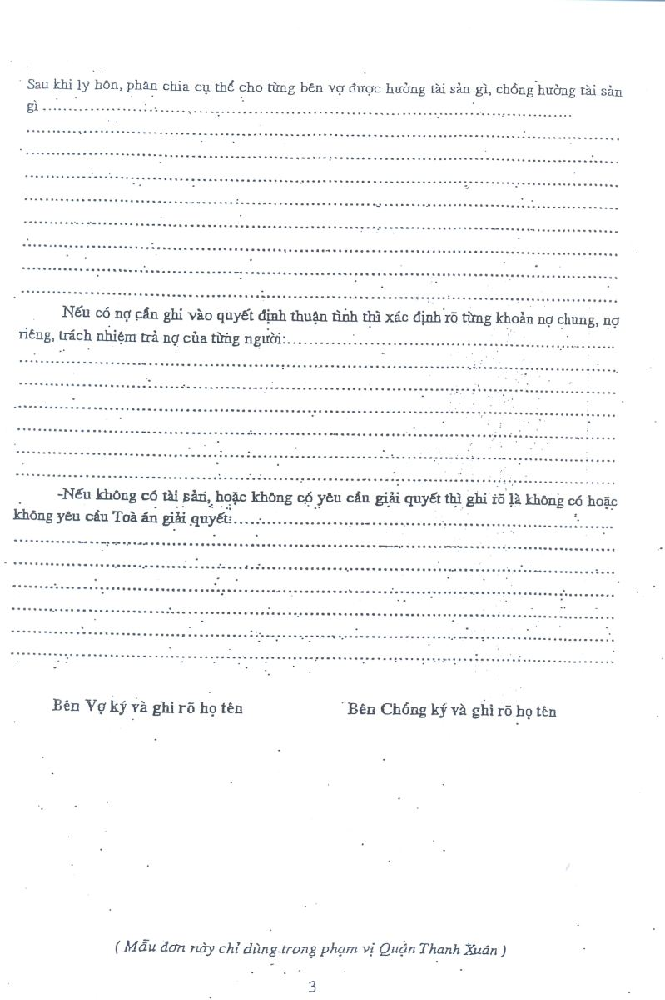 Sau khi ly hôn, phân chia cụ thể cho từng bên vợ được hưởng tài sản gì, chồng hưởng tài sản
gì
Nếu có nợ cần ghi vào quyết định thuận tình thì xác định rõ từng khoản nợ chung, nợ
riêng, trách nhiệm trả nợ của từng người:
-Nếu không có tài sản, hoặc không có yêu cầu giải quyết thì ghi rõ là không có hoặc
không yêu cầu Toà án giải quyết:
Bên Vợ ký và ghi rõ họ tên
Bên Chồng ký và ghi rõ họ tên
( Mẫu đơn này chỉ dùng trong phạm vị Quận Thanh Xuân )
3